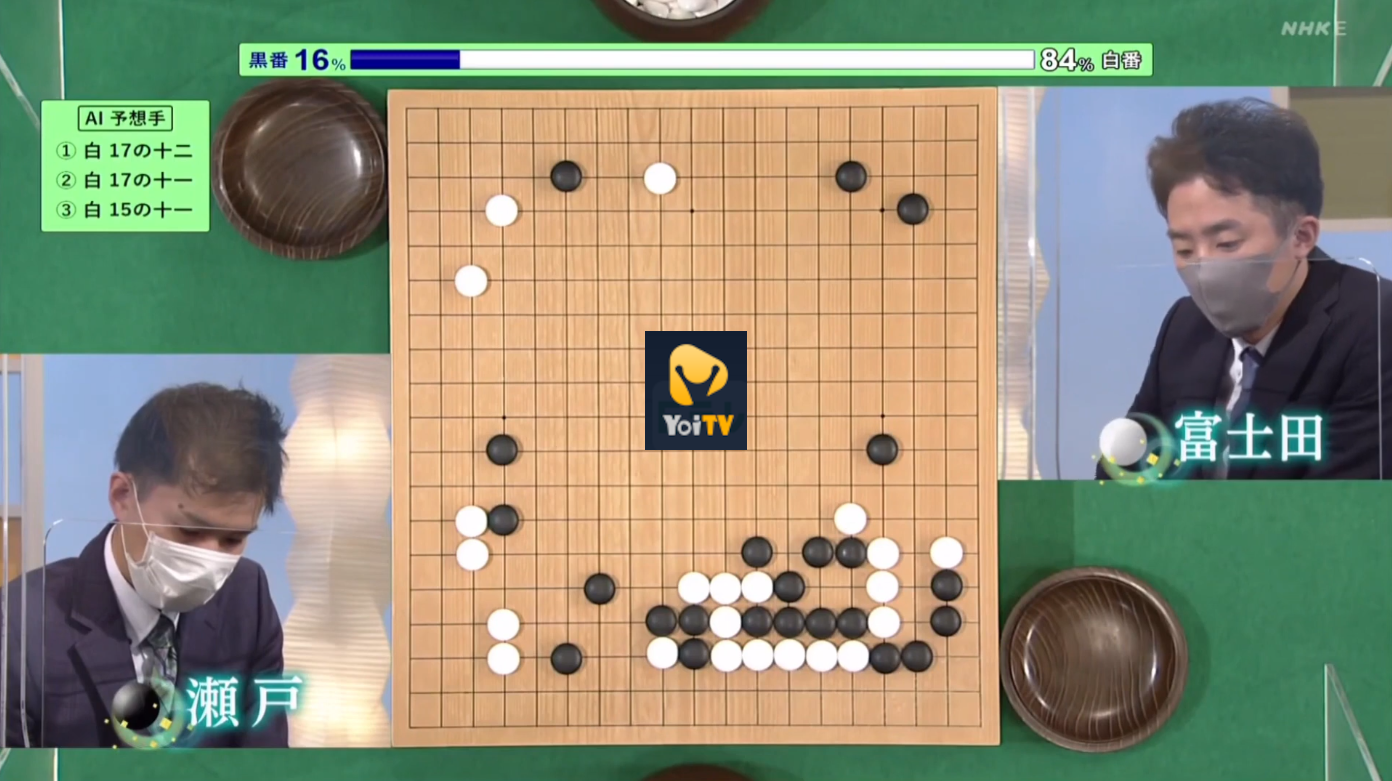 NHK E
黒番 16% 84% 白番
AI 予想手
① 白 17の十二
② 白 17の十一
③ 白 15の十一
YoiTV
富士田
瀬戸